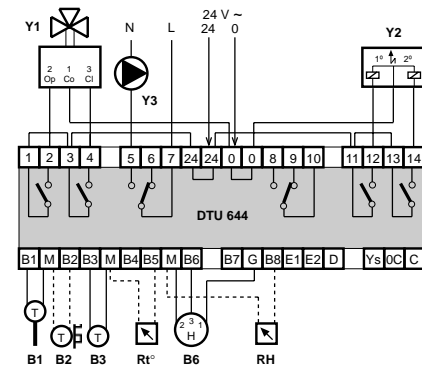 Y1
N L 24 V ~
24 0
Y2
2 1 3
Op Co Cl
1° 2°
Y3
1 2 3 4 5 6 7 24 24 0 0 8 9 10 11 12 13 14
DTU 644
B1 M B2 B3 M B4 B5 M B6 B7 G B8 E1 E2 D Ys 0C C
T T T 2 3 1
H
B1 B2 B3 Rt° B6 RH